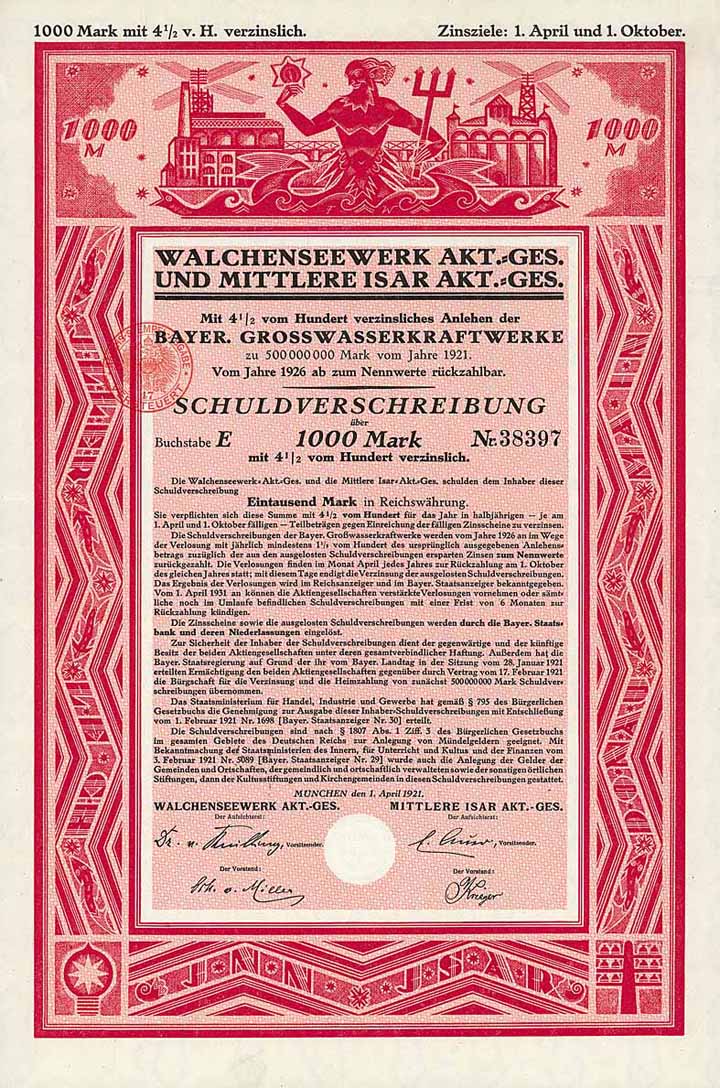 1000 Mark mit 4 1/2 v. H. verzinslich. Zinsziele: 1. April und 1. Oktober.
1000 M 1000 M
WALCHENSEEWERK AKT.=GES.
UND MITTLERE ISAR AKT.=GES.
Mit 4 1/2 vom Hundert verzinsliches Anlehen der
BAYER. GROSSWASSERKRAFTWERKE
zu 500 000 000 Mark vom Jahre 1921.
Vom Jahre 1926 ab zum Nennwerte rückzahlbar.
SCHULDVERSCHREIBUNG
über
Buchstabe E 1000 Mark Nr. 38397
mit 4 1/2 vom Hundert verzinslich.
Die Walchenseewerk=Akt.=Ges. und die Mittlere Isar=Akt.=Ges. schulden dem Inhaber dieser
Schuldverschreibung
Eintausend Mark in Reichswährung.
Sie verpflichten sich diese Summe mit 4 1/2 vom Hundert für das Jahr in halbjährigen — je am
1. April und 1. Oktober fälligen — Teilbeträgen gegen Einreichung der fälligen Zinsscheine zu verzinsen.
Die Schuldverschreibungen der Bayer. Großwasserkraftwerke werden vom Jahre 1926 an im Wege
der Verlosung mit jährlich mindestens vom Hundert des ursprünglich ausgegebenen Anlehens=
betrags zuzüglich der aus den ausgelosten Schuldverschreibungen ersparten Zinsen zum Nennwerte
zurückgezahlt. Die Verlosungen finden im Monat April jedes Jahres zur Rückzahlung am 1. Oktober
des gleichen Jahres statt; mit diesem Tage endigt die Verzinsung der ausgelosten Schuldverschreibungen.
Das Ergebnis der Verlosungen wird im Reichsanzeiger und im Bayer. Staatsanzeiger bekanntgegeben.
Vom 1. April 1931 an können die Aktiengesellschaften verstärkte Verlosungen vornehmen oder sämt=
liche noch im Umlaufe befindlichen Schuldverschreibungen mit einer Frist von 6 Monaten zur
Rückzahlung kündigen.
Die Zinsscheine sowie die ausgelosten Schuldverschreibungen werden durch die Bayer. Staats=
bank und deren Niederlassungen eingelöst.
Zur Sicherheit der Inhaber der Schuldverschreibungen dient der gegenwärtige und der künftige
Besitz der beiden Aktiengesellschaften unter deren gesamtverbindlicher Haftung. Außerdem hat die
Bayer. Staatsregierung auf Grund der ihr vom Bayer. Landtag in der Sitzung vom 28. Januar 1921
erteilten Ermächtigung den beiden Aktiengesellschaften gegenüber durch Vertrag vom 17. Februar 1921
die Bürgschaft für die Verzinsung und die Heimzahlung von zunächst 500000000 Mark Schuldver=
schreibungen übernommen.
Das Staatsministerium für Handel, Industrie und Gewerbe hat gemäß § 795 des Bürgerlichen
Gesetzbuchs die Genehmigung zur Ausgabe dieser Inhaber=Schuldverschreibungen mit Entschließung
vom 1. Februar 1921 Nr. 1698 [Bayer. Staatsanzeiger Nr. 30] erteilt.
Die Schuldverschreibungen sind nach § 1807 Abs. 1 Ziff. 3 des Bürgerlichen Gesetzbuchs
im gesamten Gebiete des Deutschen Reichs zur Anlegung von Mündelgeldern geeignet. Mit
Bekanntmachung der Staatsministerien des Innern, für Unterricht und Kultus und der Finanzen vom
3. Februar 1921 Nr. 5089 [Bayer. Staatsanzeiger Nr. 29] wurde auch die Anlegung der Gelder der
Gemeinden und Ortschaften, der gemeindlich und ortschaftlich verwalteten sowie der sonstigen örtlichen
Stiftungen, dann der Kultusstiftungen und Kirchengemeinden in diesen Schuldverschreibungen gestattet.
MÜNCHEN den 1. April 1921.
WALCHENSEEWERK AKT.-GES. MITTLERE ISAR AKT.-GES.
Der Aufsichtsrat: Der Aufsichtsrat:
Vorsitzender. Vorsitzender.
Der Vorstand: Der Vorstand:
v. Miller Krieger
INN ISAR